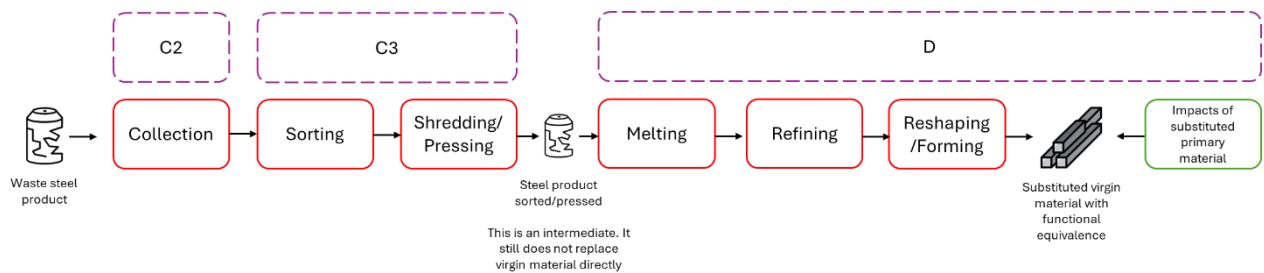 C2
C3
D
Collection
Sorting
Shredding/
Pressing
Melting
Refining
Reshaping
/Forming
Impacts of
substituted
primary
material
Waste steel
product
Steel product
sorted/pressed
This is an intermediate. It
still does not replace
virgin material directly
Substituted virgin
material with
functional
equivalence